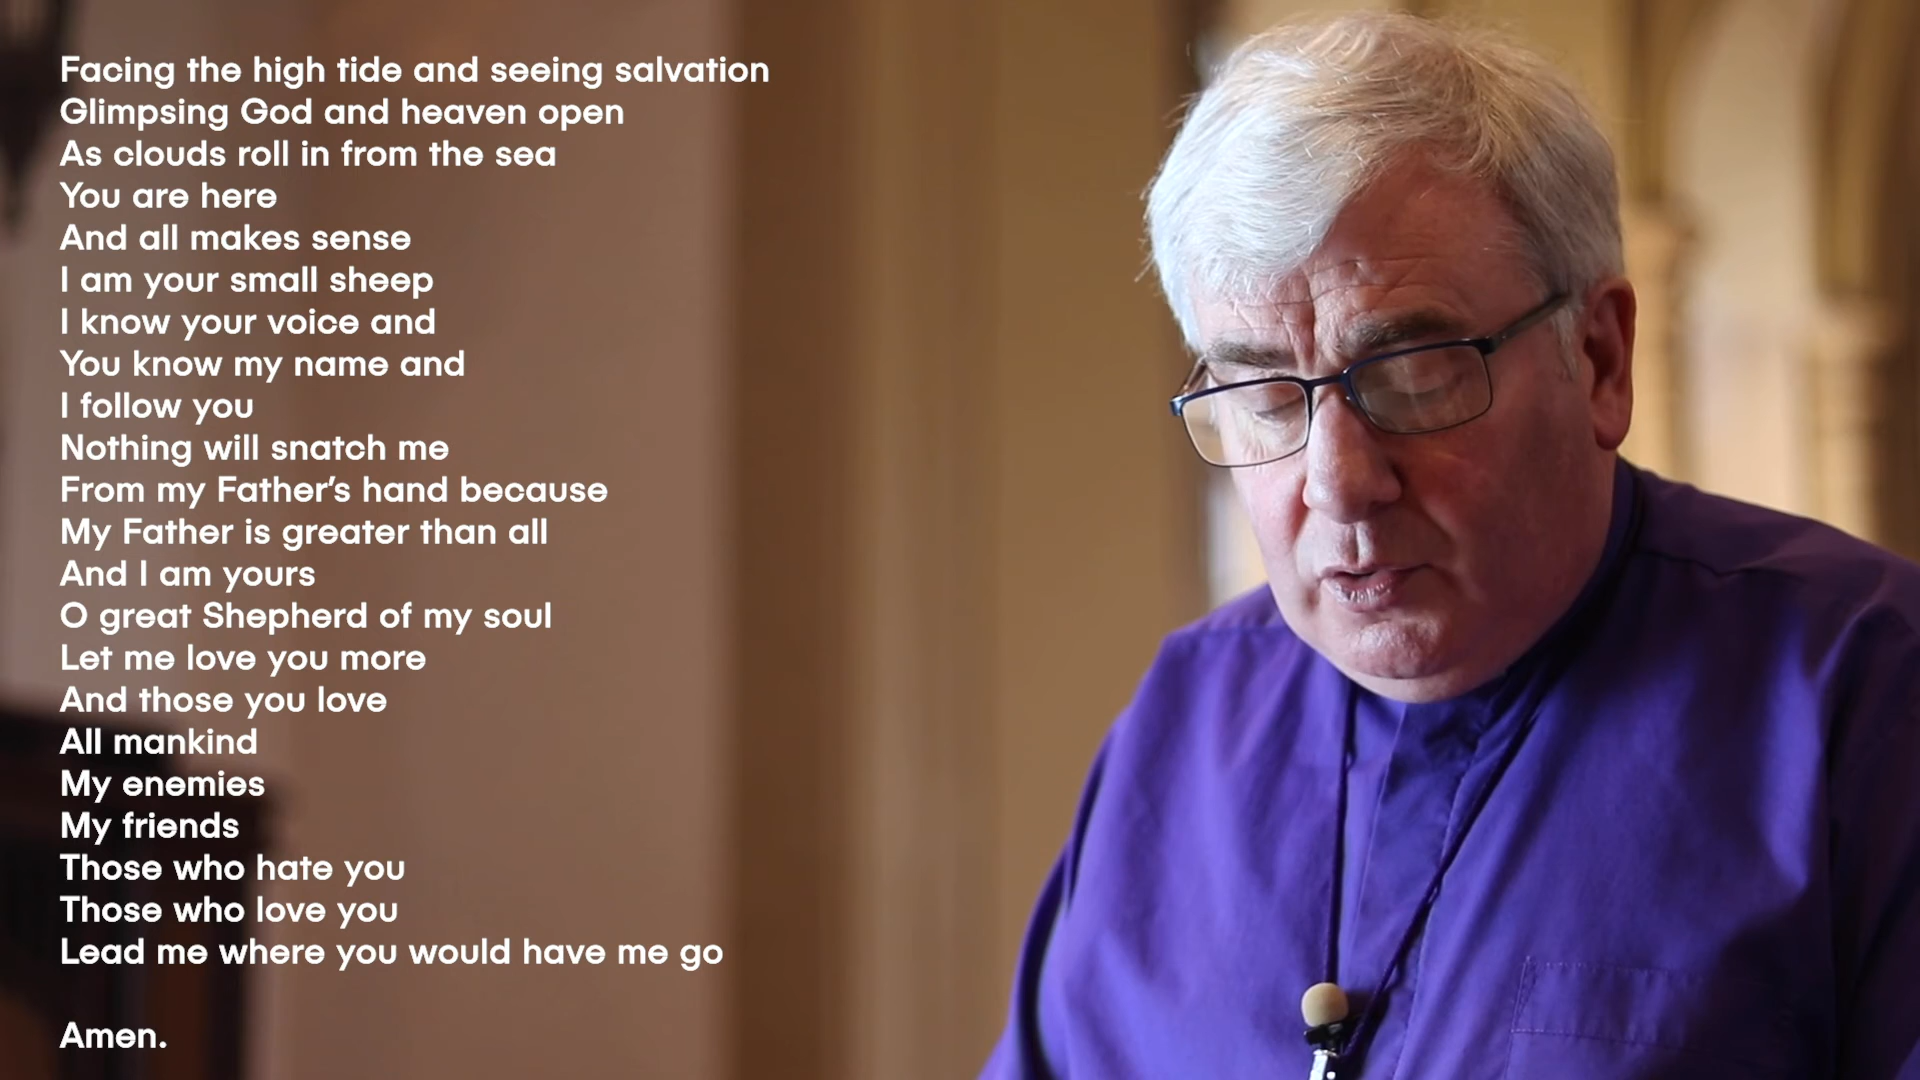 Facing the high tide and seeing salvation
Glimpsing God and heaven open
As clouds roll in from the sea
You are here
And all makes sense
I am your small sheep
I know your voice and
You know my name and
I follow you
Nothing will snatch me
From my Father’s hand because
My Father is greater than all
And I am yours
O great Shepherd of my soul
Let me love you more
And those you love
All mankind
My enemies
My friends
Those who hate you
Those who love you
Lead me where you would have me go
Amen.